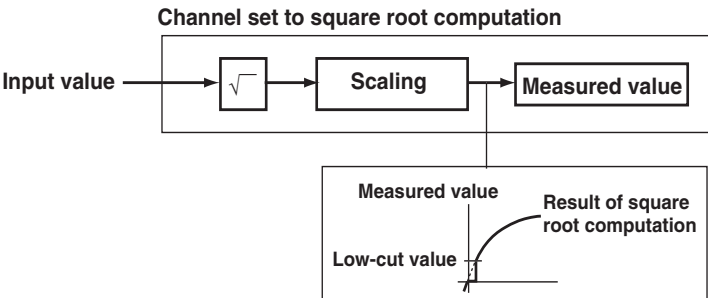 Channel set to square root computation
Input value
√
Scaling
Measured value
Measured value
Result of square
root computation
Low-cut value